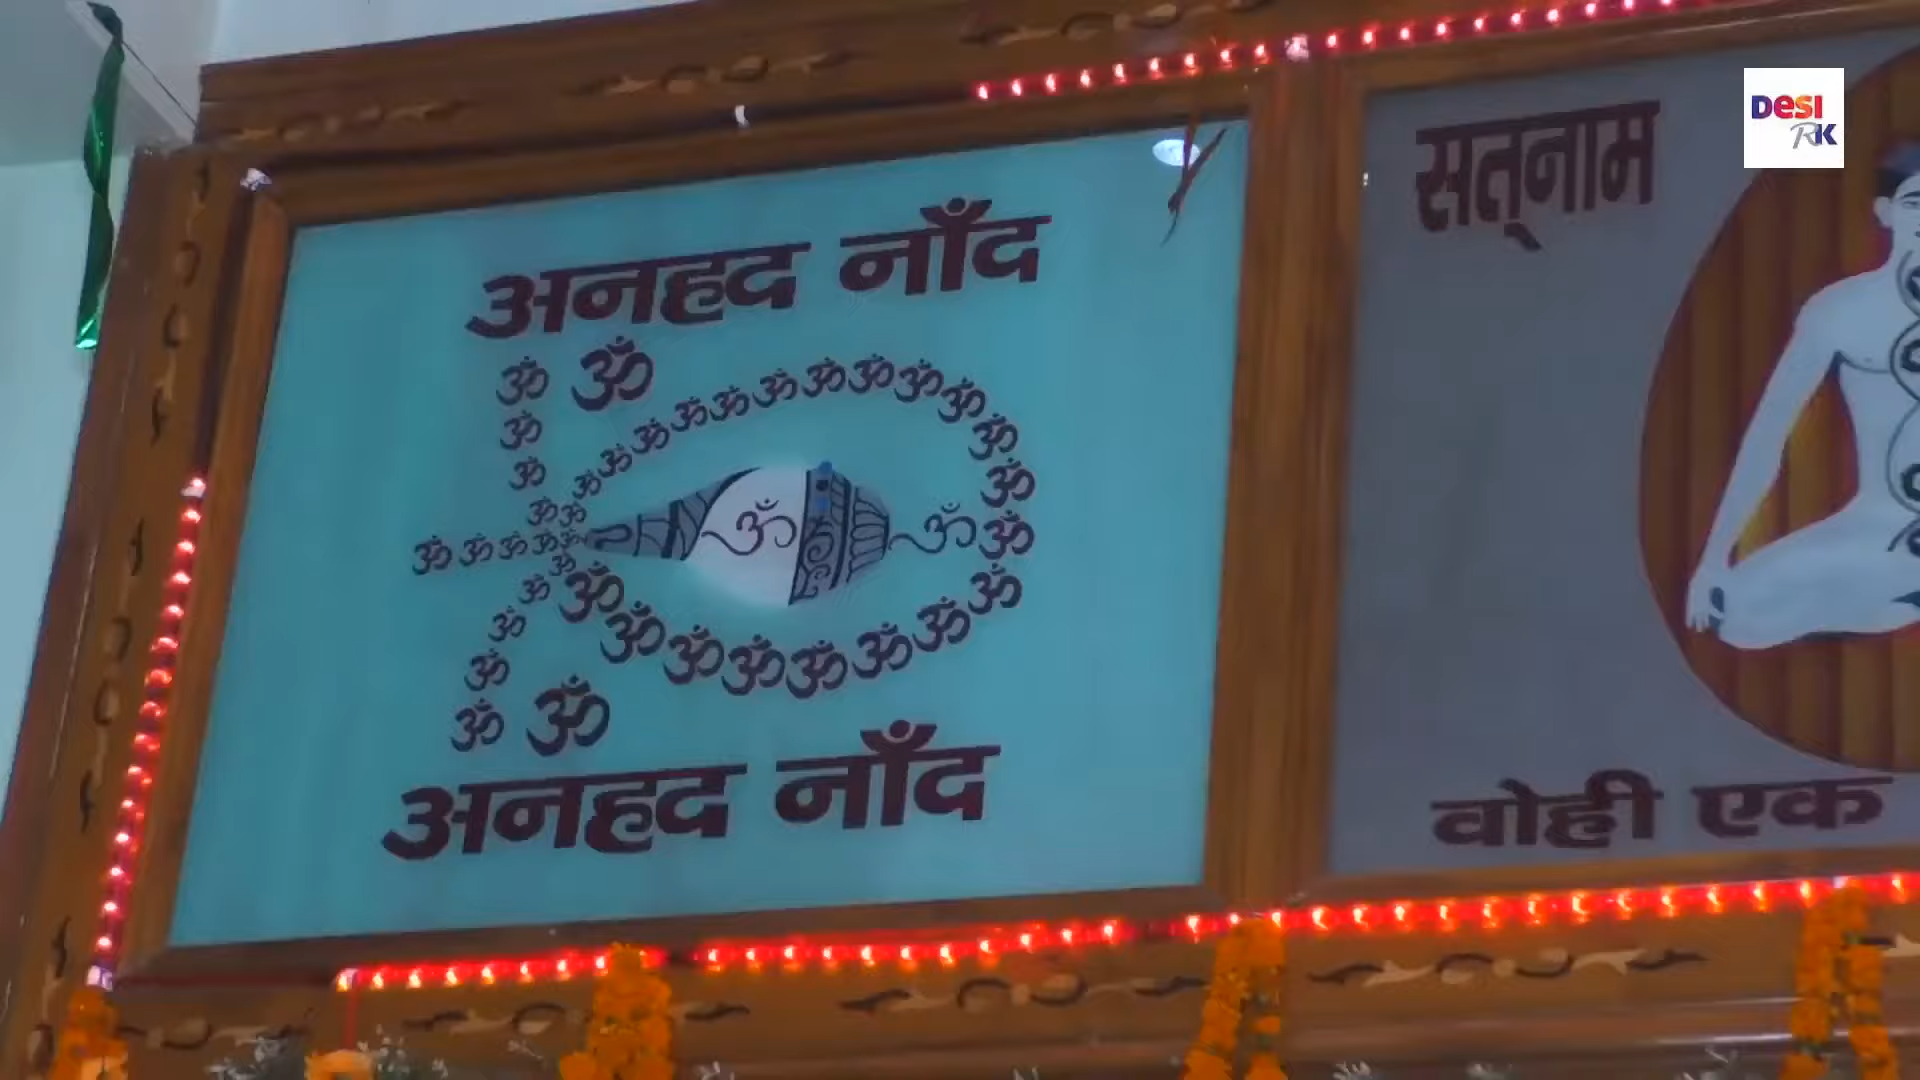 अनहद नाँद
ॐ ॐ
ॐ ॐ ॐ ॐ ॐ ॐ ॐ ॐ ॐ ॐ ॐ ॐ
ॐ
ॐ ॐ
ॐ ॐ ॐ ॐ ॐ ॐ ॐ ॐ ॐ
ॐ ॐ ॐ ॐ ॐ ॐ ॐ ॐ ॐ
ॐ
ॐ ॐ
अनहद नाँद
सत्नाम
वोही एक
DESI
RK